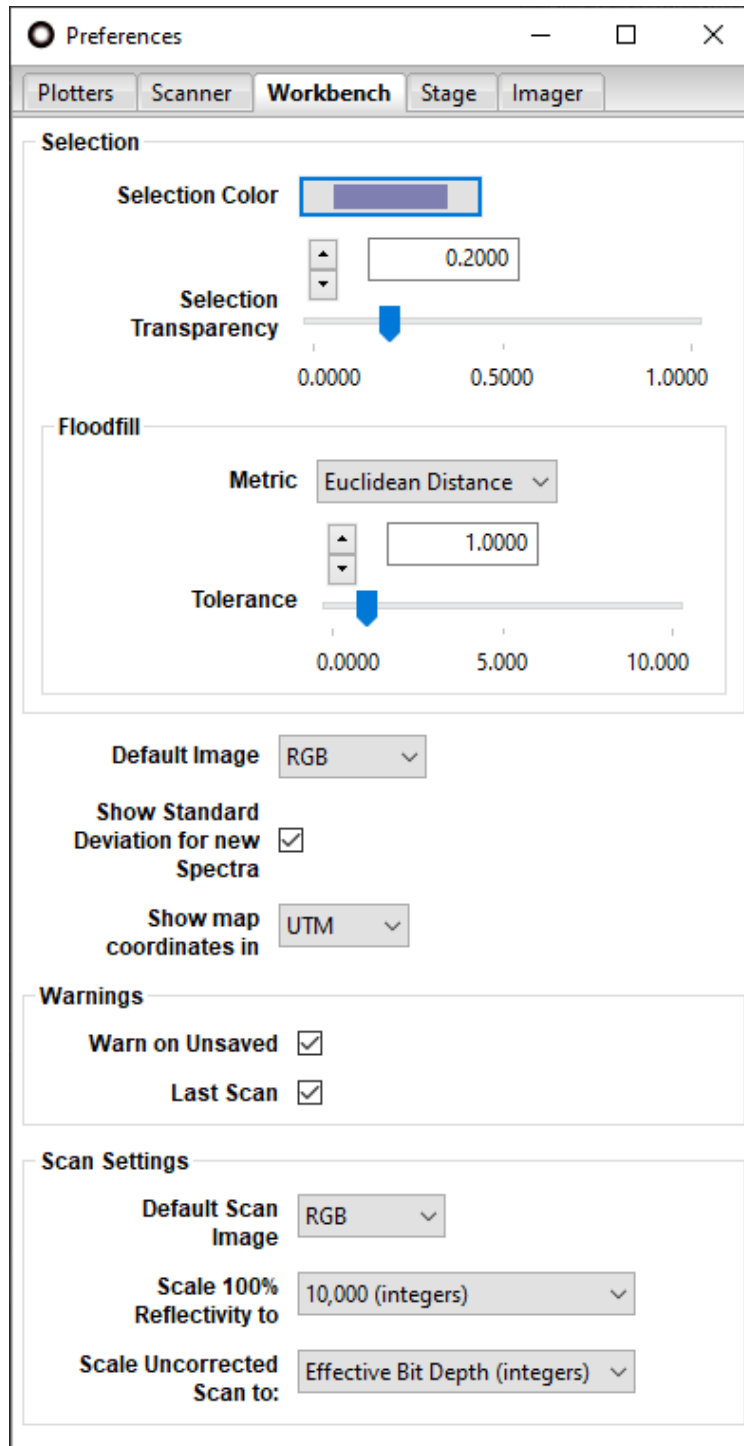 Preferences
Plotters Scanner Workbench Stage Imager
Selection
Selection Color
0.2000
Selection
Transparency
0.0000 0.5000 1.0000
Floodfill
Metric Euclidean Distance
1.0000
Tolerance
0.0000 5.000 10.000
Default Image RGB
Show Standard
Deviation for new
Spectra
Show map
coordinates in
UTM
Warnings
Warn on Unsaved
Last Scan
Scan Settings
Default Scan
Image
RGB
Scale 100%
Reflectivity to
10,000 (integers)
Scale Uncorrected
Scan to:
Effective Bit Depth (integers)